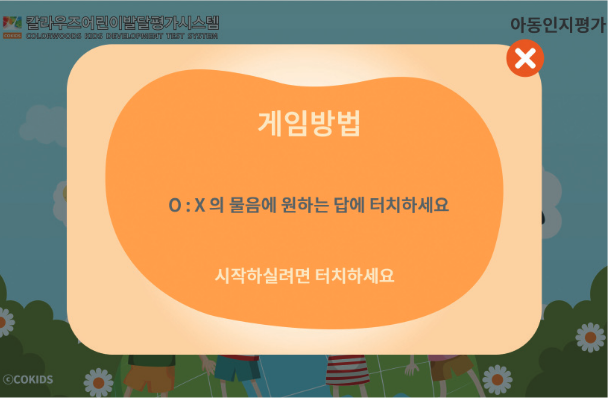 칼라우즈어린이발달평가시스템
COLORWOODS KIDS DEVELOPMENT TEST SYSTEM
아동인지평가
게임방법
O : X 의 물음에 원하는 답에 터치하세요
시작하실려면 터치하세요
©COKIDS